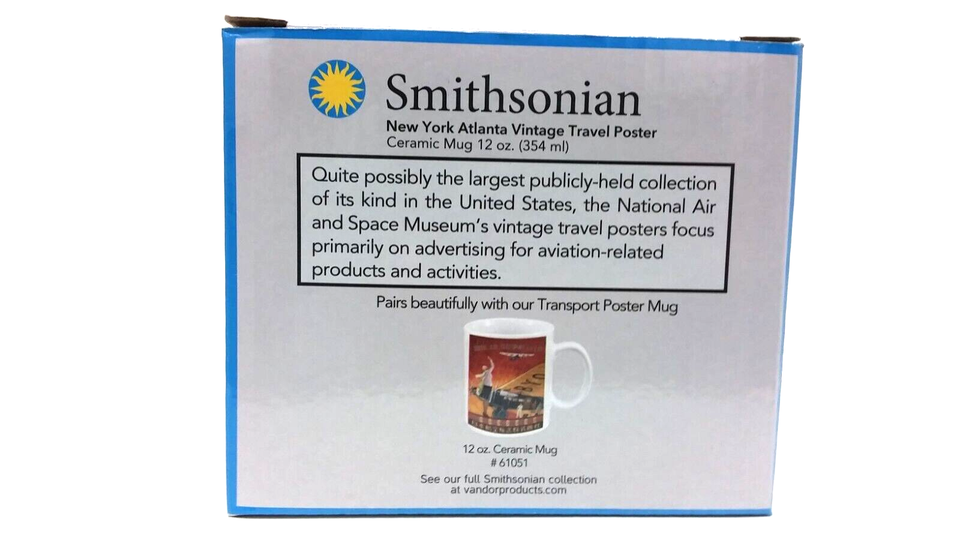 Smithsonian
New York Atlanta Vintage Travel Poster
Ceramic Mug 12 oz. (354 ml)
Quite possibly the largest publicly-held collection
of its kind in the United States, the National Air
and Space Museum's vintage travel posters focus
primarily on advertising for aviation-related
products and activities.
Pairs beautifully with our Transport Poster Mug
12 oz. Ceramic Mug
# 61051
See our full Smithsonian collection
at vandorproducts.com